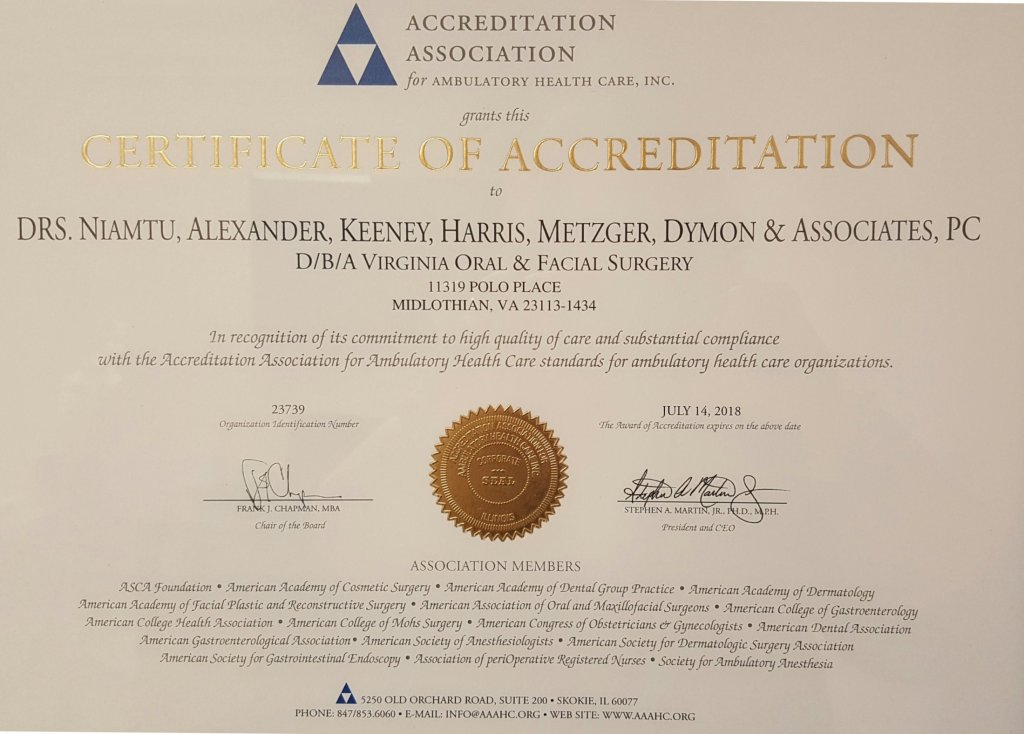 ACCREDITATION
ASSOCIATION
for AMBULATORY HEALTH CARE, INC.
grants this
CERTIFICATE OF ACCREDITATION
to
DRS. NIAMTU, ALEXANDER, KEENEY, HARRIS, METZGER, DYMON & ASSOCIATES, PC
D/B/A VIRGINIA ORAL & FACIAL SURGERY
11319 POLO PLACE
MIDLOTHIAN, VA 23113-1434
In recognition of its commitment to high quality of care and substantial compliance
with the Accreditation Association for Ambulatory Health Care standards for ambulatory health care organizations.
23739
Organization Identification Number
JULY 14, 2018
The Award of Accreditation expires on the above date
ACCREDITATION ASSOCIATION FOR
AMBULATORY HEALTH CARE, INC.
CORPORATE
SEAL
ILLINOIS
FRANK J. CHAPMAN, MBA
Chair of the Board
Stephen A Martin Jr
STEPHEN A. MARTIN, JR., PH.D., M.P.H.
President and CEO
ASSOCIATION MEMBERS
ASCA Foundation • American Academy of Cosmetic Surgery • American Academy of Dental Group Practice • American Academy of Dermatology
American Academy of Facial Plastic and Reconstructive Surgery • American Association of Oral and Maxillofacial Surgeons • American College of Gastroenterology
American College Health Association • American College of Mohs Surgery • American Congress of Obstetricians & Gynecologists • American Dental Association
American Gastroenterological Association • American Society of Anesthesiologists • American Society for Dermatologic Surgery Association
American Society for Gastrointestinal Endoscopy • Association of periOperative Registered Nurses • Society for Ambulatory Anesthesia
5250 OLD ORCHARD ROAD, SUITE 200 • SKOKIE, IL 60077
PHONE: 847/853.6060 • E-MAIL: INFO@AAAHC.ORG • WEB SITE: WWW.AAAHC.ORG